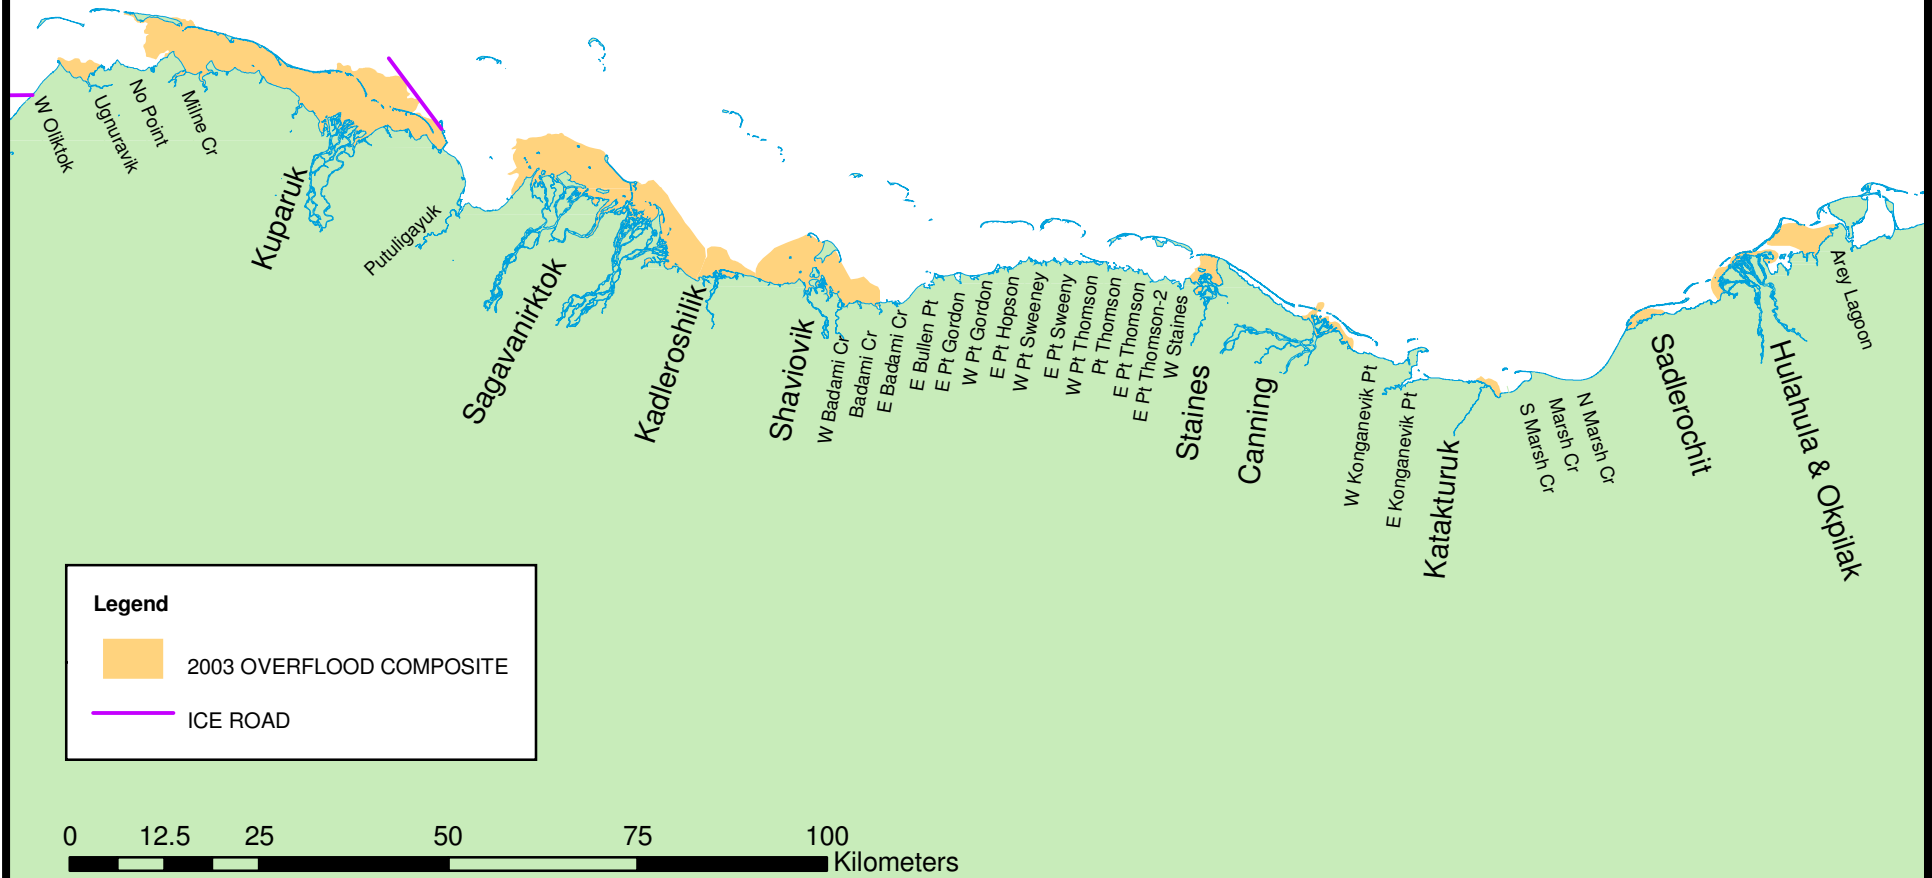 W Oliktok
Ugnuravik
No Point
Milne Cr
Kuparuk
Putuligayuk
Sagavanirktok
Kadleroshilik
Shaviovik
W Badami Cr
Badami Cr
E Badami Cr
E Bullen Pt
E Pt Gordon
W Pt Gordon
E Pt Hopson
W Pt Sweeney
E Pt Sweeny
W Pt Thomson
Pt Thomson
E Pt Thomson
E Pt Thomson-2
W Staines
Staines
Canning
W Konganevik Pt
E Konganevik Pt
Katakturuk
S Marsh Cr
Marsh Cr
N Marsh Cr
Sadlerochit
Hulahula & Okpilak
Arey Lagoon
Legend
2003 OVERFLOOD COMPOSITE
ICE ROAD
0 12.5 25 50 75 100
Kilometers